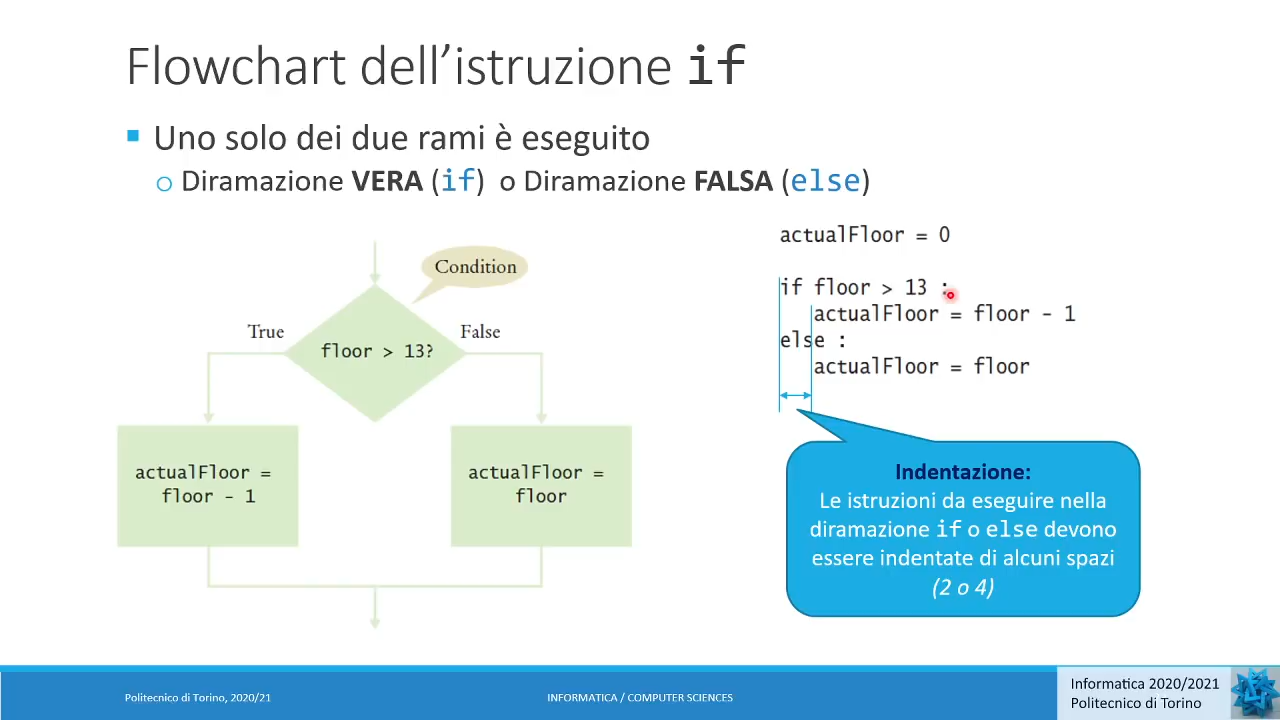 Flowchart dell’istruzione if
Uno solo dei due rami è eseguito
Diramazione VERA (if) o Diramazione FALSA (else)
Condition
True
False
floor > 13?
actualFloor =
floor - 1
actualFloor =
floor
actualFloor = 0
if floor > 13 :
actualFloor = floor - 1
else :
actualFloor = floor
Indentazione:
Le istruzioni da eseguire nella
diramazione if o else devono
essere indentate di alcuni spazi
(2 o 4)
Politecnico di Torino, 2020/21
INFORMATICA / COMPUTER SCIENCES
Informatica 2020/2021
Politecnico di Torino